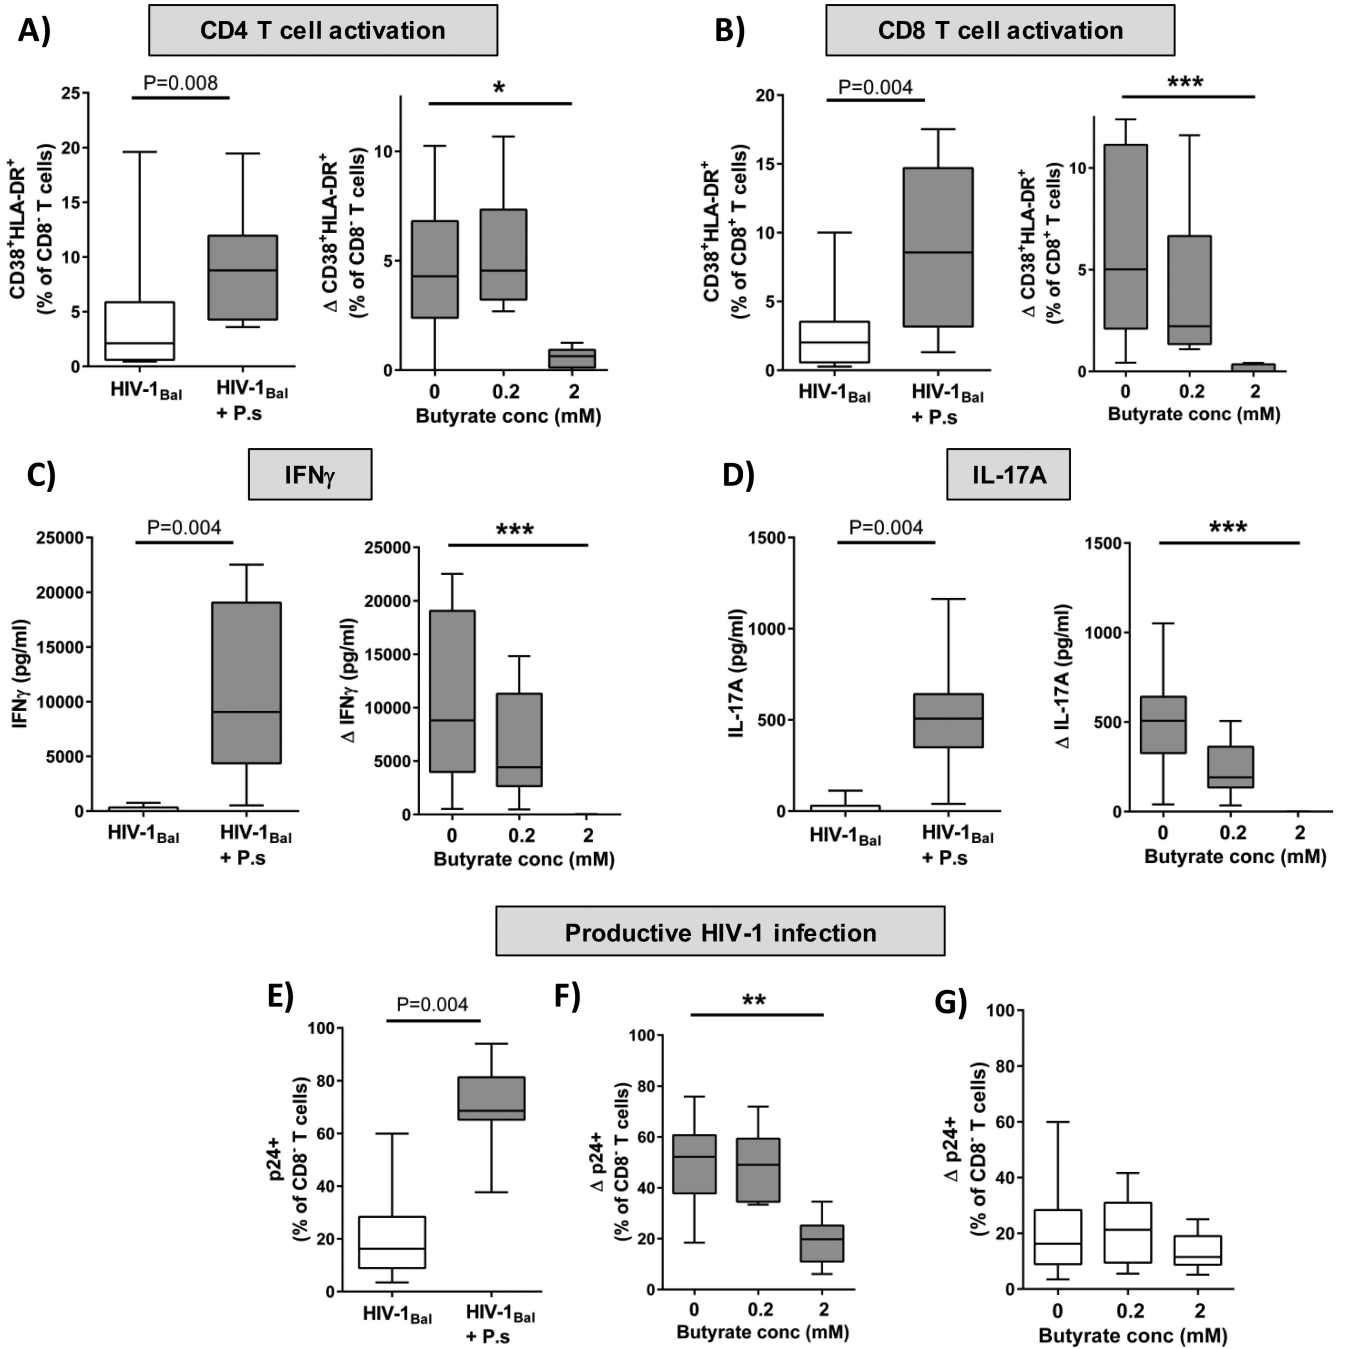 A)
CD4 T cell activation
P=0.008
CD38+HLA-DR+
(% of CD8- T cells)
25
20
15
10
5
0
HIV-1Bal
HIV-1Bal
+ P.s
*
Δ CD38+HLA-DR+
(% of CD8- T cells)
10
5
0
0 0.2 2
Butyrate conc (mM)
B)
CD8 T cell activation
P=0.004
CD38+HLA-DR+
(% of CD8+ T cells)
20
15
10
5
0
HIV-1Bal
HIV-1Bal
+ P.s
***
Δ CD38+HLA-DR+
(% of CD8+ T cells)
10
5
0
0 0.2 2
Butyrate conc (mM)
C)
IFNγ
P=0.004
IFNγ (pg/ml)
25000
20000
15000
10000
5000
0
HIV-1Bal
HIV-1Bal
+ P.s
***
Δ IFNγ (pg/ml)
25000
20000
15000
10000
5000
0
0 0.2 2
Butyrate conc (mM)
D)
IL-17A
P=0.004
IL-17A (pg/ml)
1500
1000
500
0
HIV-1Bal
HIV-1Bal
+ P.s
***
Δ IL-17A (pg/ml)
1500
1000
500
0
0 0.2 2
Butyrate conc (mM)
Productive HIV-1 infection
E)
P=0.004
p24+
(% of CD8- T cells)
100
80
60
40
20
0
HIV-1Bal
HIV-1Bal
+ P.s
F)
**
Δ p24+
(% of CD8- T cells)
100
80
60
40
20
0
0 0.2 2
Butyrate conc (mM)
G)
Δ p24+
(% of CD8- T cells)
100
80
60
40
20
0
0 0.2 2
Butyrate conc (mM)